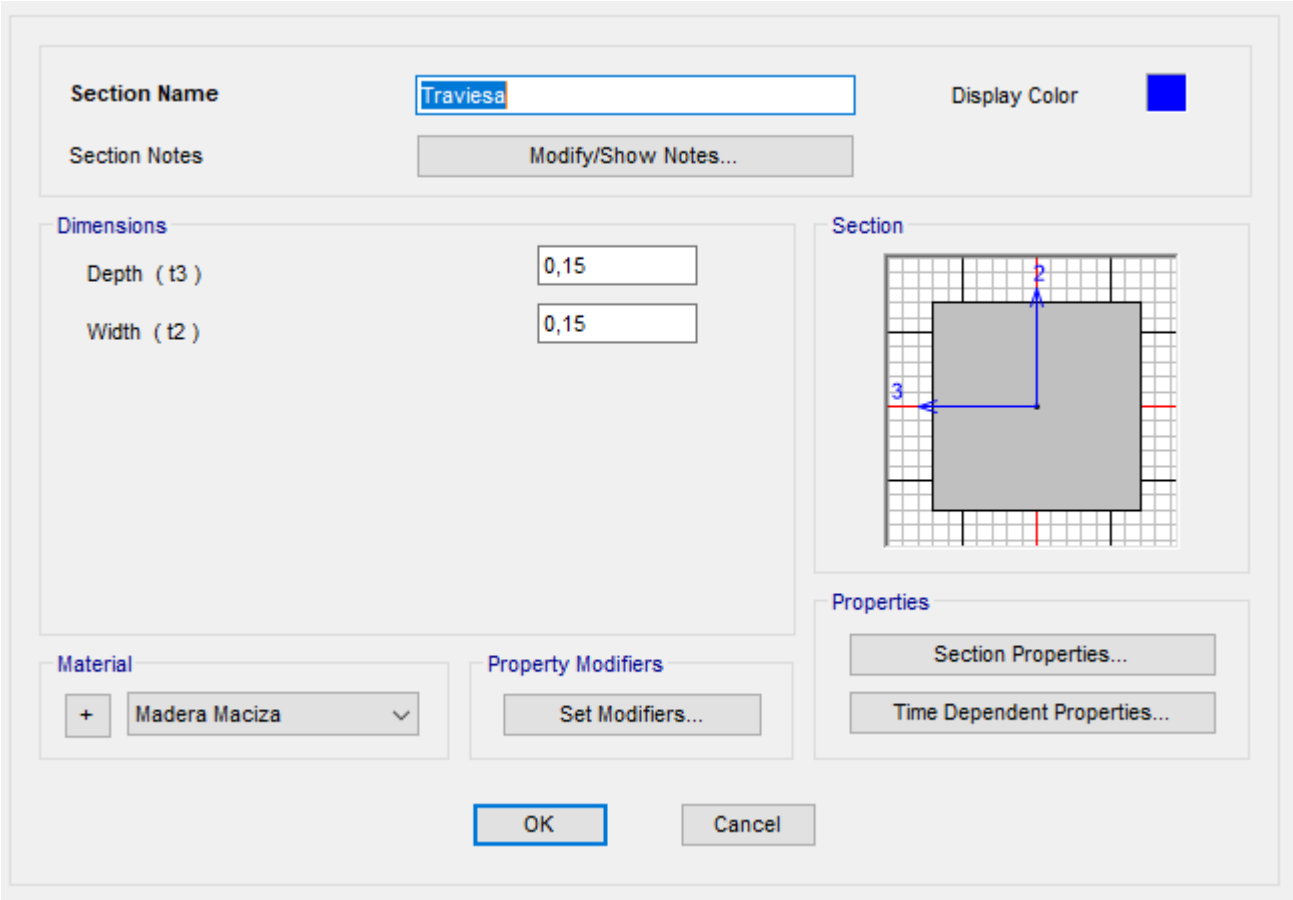 Section Name Traviesa Display Color
Section Notes Modify/Show Notes...
Dimensions
Depth ( t3 ) 0,15
Width ( t2 ) 0,15
Section
2
3
Properties
Section Properties...
Time Dependent Properties...
Material
+ Madera Maciza
Property Modifiers
Set Modifiers...
OK Cancel